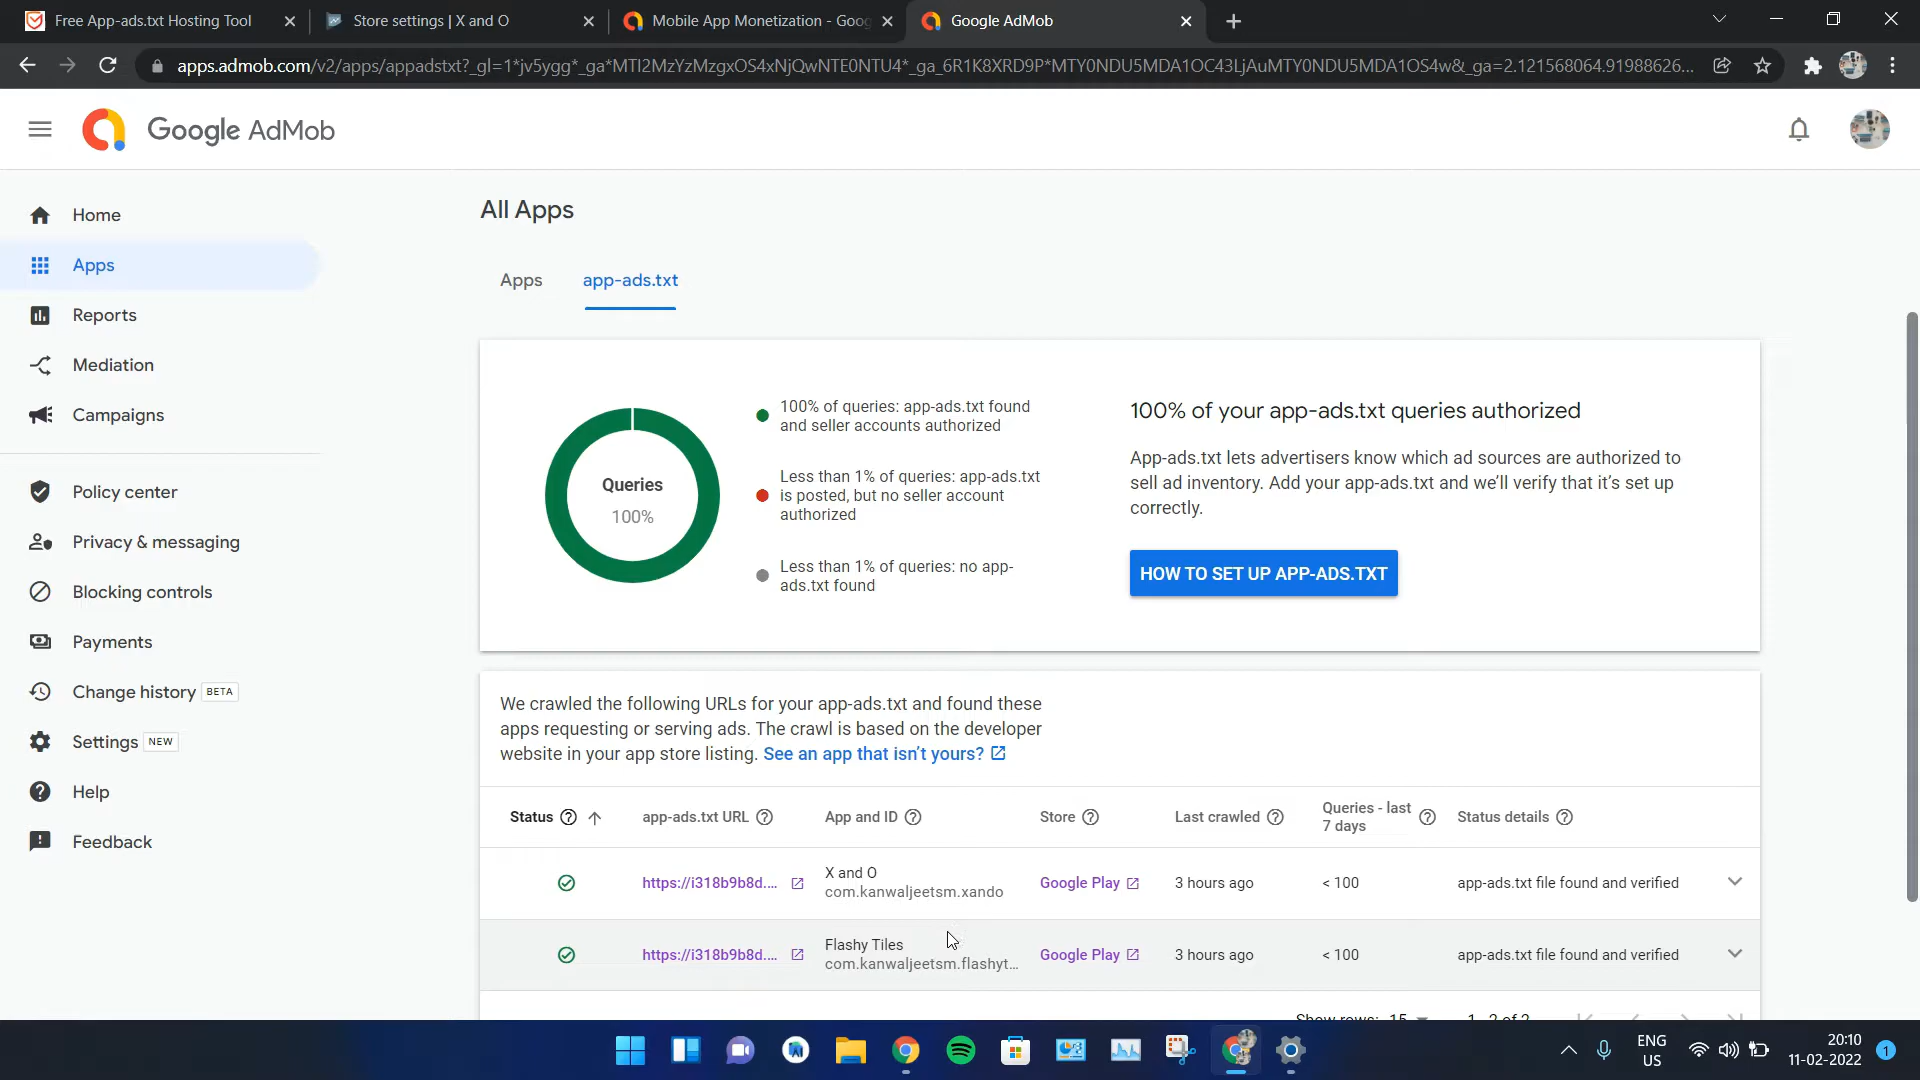 Free App-ads.txt Hosting Tool
Store settings | X and O
Mobile App Monetization - Goog
Google AdMob
apps.admob.com/v2/apps/appadstxt?_gl=1*jv5ygg*_ga*MTI2MzYzMzgxOS4xNjQwNTE0NTU4*_ga_6R1K8XRD9P*MTY0NDU5MDA1OC43LjAuMTY0NDU5MDA1OS4w&_ga=2.121568064.91988626...
Google AdMob
Home
Apps
Reports
Mediation
Campaigns
Policy center
Privacy & messaging
Blocking controls
Payments
Change history BETA
Settings NEW
Help
Feedback
All Apps
Apps
app-ads.txt
Queries
100%
100% of queries: app-ads.txt found
and seller accounts authorized
Less than 1% of queries: app-ads.txt
is posted, but no seller account
authorized
Less than 1% of queries: no app-
ads.txt found
100% of your app-ads.txt queries authorized
App-ads.txt lets advertisers know which ad sources are authorized to
sell ad inventory. Add your app-ads.txt and we’ll verify that it’s set up
correctly.
HOW TO SET UP APP-ADS.TXT
We crawled the following URLs for your app-ads.txt and found these
apps requesting or serving ads. The crawl is based on the developer
website in your app store listing. See an app that isn’t yours?
Status
app-ads.txt URL
App and ID
Store
Last crawled
Queries - last
7 days
Status details
https://i318b9b8d....
X and O
com.kanwaljeetsm.xando
Google Play
3 hours ago
< 100
app-ads.txt file found and verified
https://i318b9b8d....
Flashy Tiles
com.kanwaljeetsm.flashyt...
Google Play
3 hours ago
< 100
app-ads.txt file found and verified
Show rows: 15
1 - 2 of 2
ENG
US
20:10
11-02-2022
1